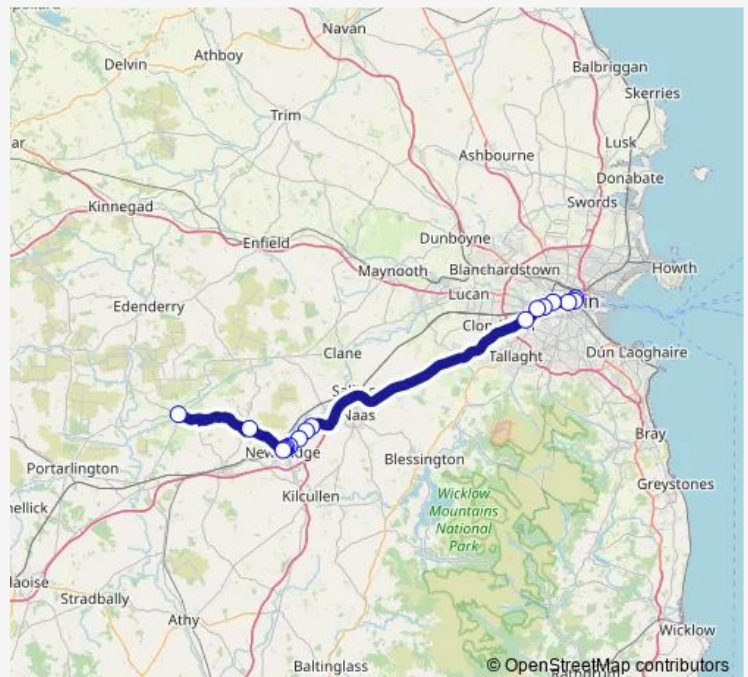 Navan
Balbriggan
Athboy
Delvin
Skerries
Trim
Lusk
Ashbourne
Donabate
Swords
Kinnegad
Dunboyne
Enfield
Maynooth
Blanchardstown
Howth
Lucan
Edenderry
Clane
Tallaght
Dún Laoghaire
Naas
Bray
Portarlington
Blessington
Kilcullen
Greystones
Wicklow
Mountains
National
Park
Stradbally
Athy
Wicklow
Baltinglass
© OpenStreetMap contributors